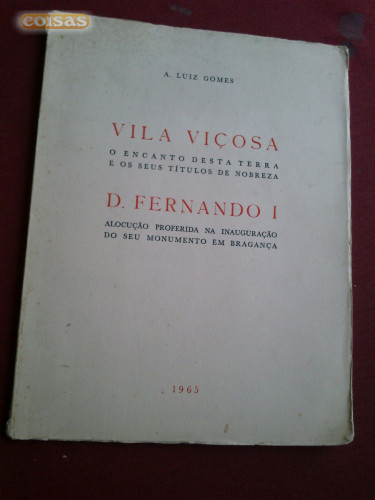 coisas
A. LUIZ GOMES
VILA VIÇOSA
O ENCANTO DESTA TERRA
E OS SEUS TÍTULOS DE NOBREZA
D. FERNANDO I
ALOCUÇÃO PROFERIDA NA INAUGURAÇÃO
DO SEU MONUMENTO EM BRAGANÇA
1965